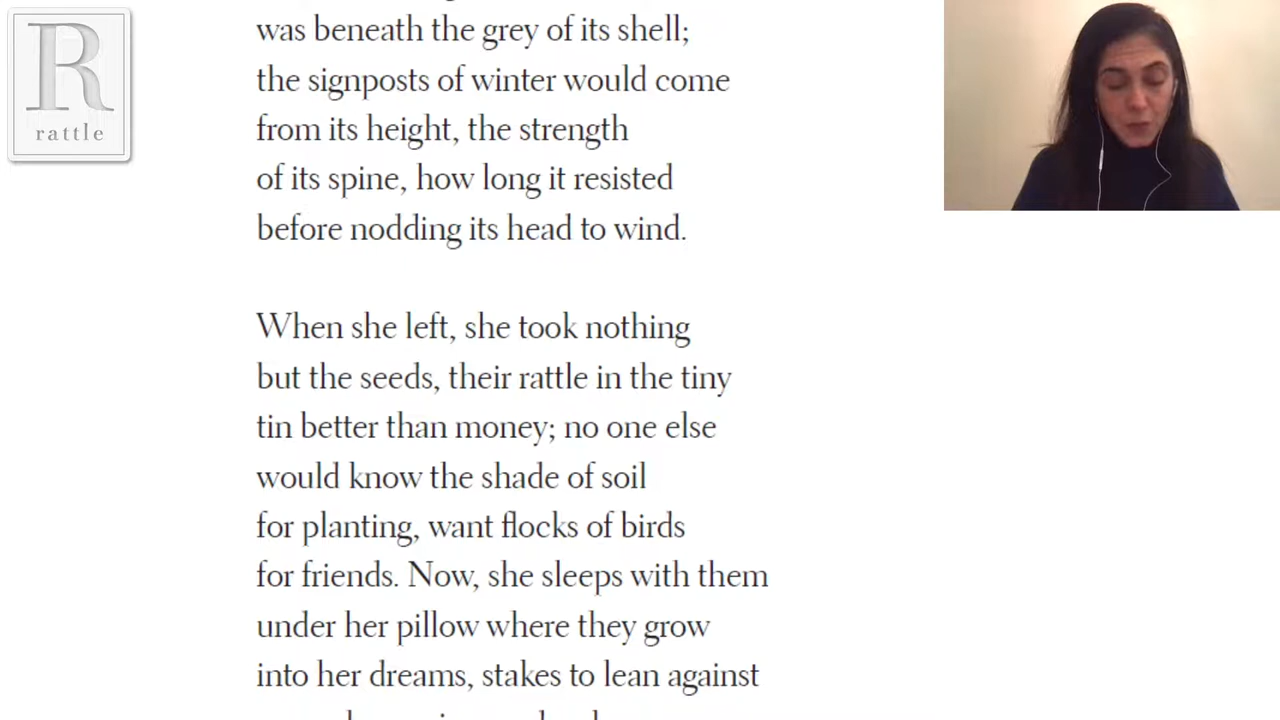 R
rattle
was beneath the grey of its shell;
the signposts of winter would come
from its height, the strength
of its spine, how long it resisted
before nodding its head to wind.
When she left, she took nothing
but the seeds, their rattle in the tiny
tin better than money; no one else
would know the shade of soil
for planting, want flocks of birds
for friends. Now, she sleeps with them
under her pillow where they grow
into her dreams, stakes to lean against